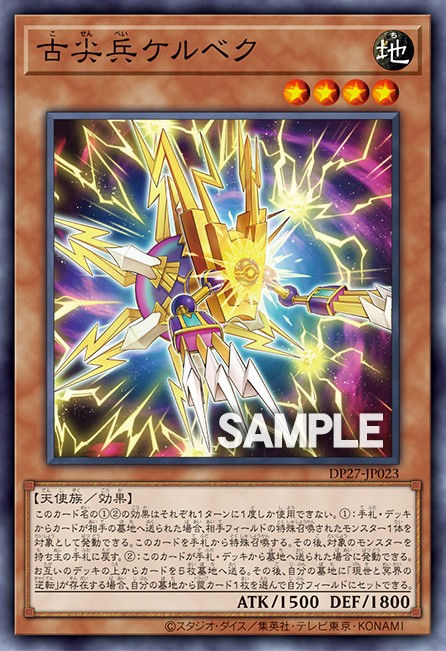 古尖兵ケルベク
地
SAMPLE
DP27-JP023
【天使族／効果】
このカード名の①②の効果はそれぞれ1ターンに1度しか使用できない。①：手札・デッキ
からカードが相手の墓地へ送られた場合、相手フィールドの特殊召喚されたモンスター1体を
対象として発動できる。このカードを手札から特殊召喚する。その後、対象のモンスターを
持ち主の手札に戻す。②：このカードが手札・デッキから墓地へ送られた場合に発動できる。
お互いのデッキの上からカードを5枚墓地へ送る。その後、自分の墓地に「現世と冥界の
逆転」が存在する場合、自分の墓地から罠カード1枚を選んで自分フィールドにセットできる。
ATK/1500 DEF/1800
©スタジオ・ダイス／集英社・テレビ東京・KONAMI